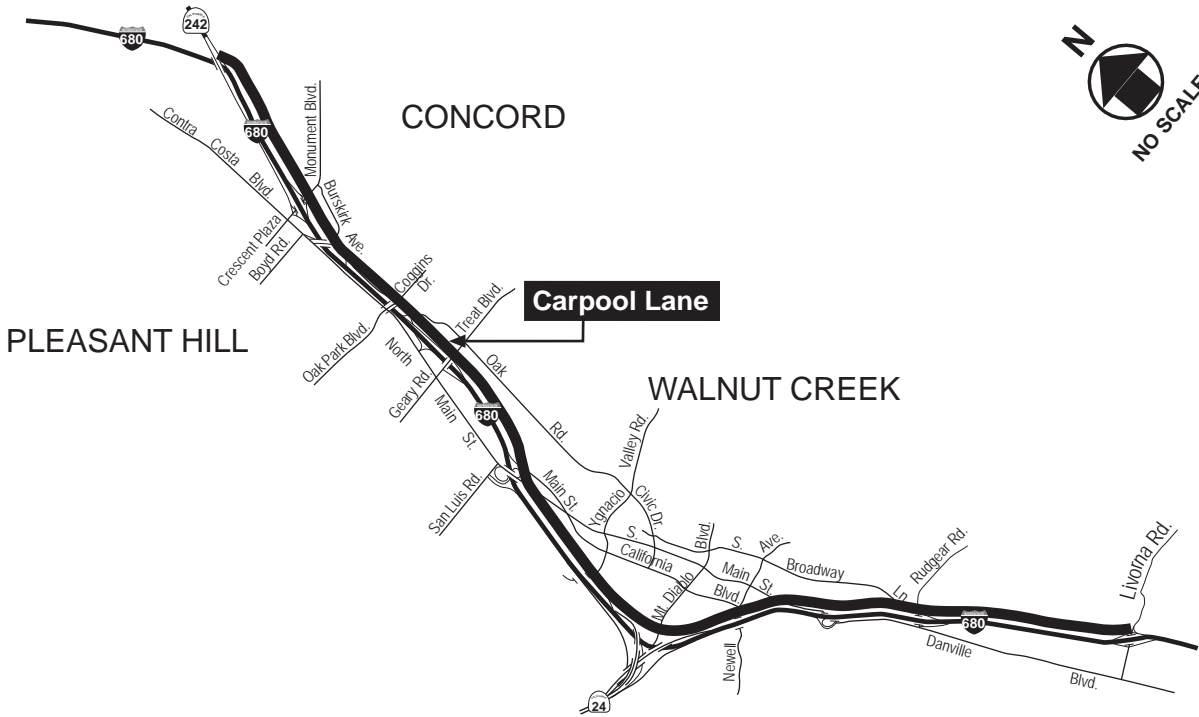 242
680
N
NO SCALE
CONCORD
Contra
Costa
Blvd.
680
Monument Blvd.
Burskirk
Ave.
Crescent Plaza
Boyd Rd.
Coggins
Dr.
Treat Blvd.
Carpool Lane
PLEASANT HILL
Oak Park Blvd.
North
Main
St.
Geary Rd.
Oak
Rd.
WALNUT CREEK
680
San Luis Rd.
Main St.
Ygnacio
Valley Rd.
Civic Dr.
S.
California
Blvd.
Mt. Diablo
Blvd.
S.
Broadway
Main
St.
Newell
Ave.
Ln
Rudgear Rd.
680
Livorna Rd.
Danville
Blvd.
24